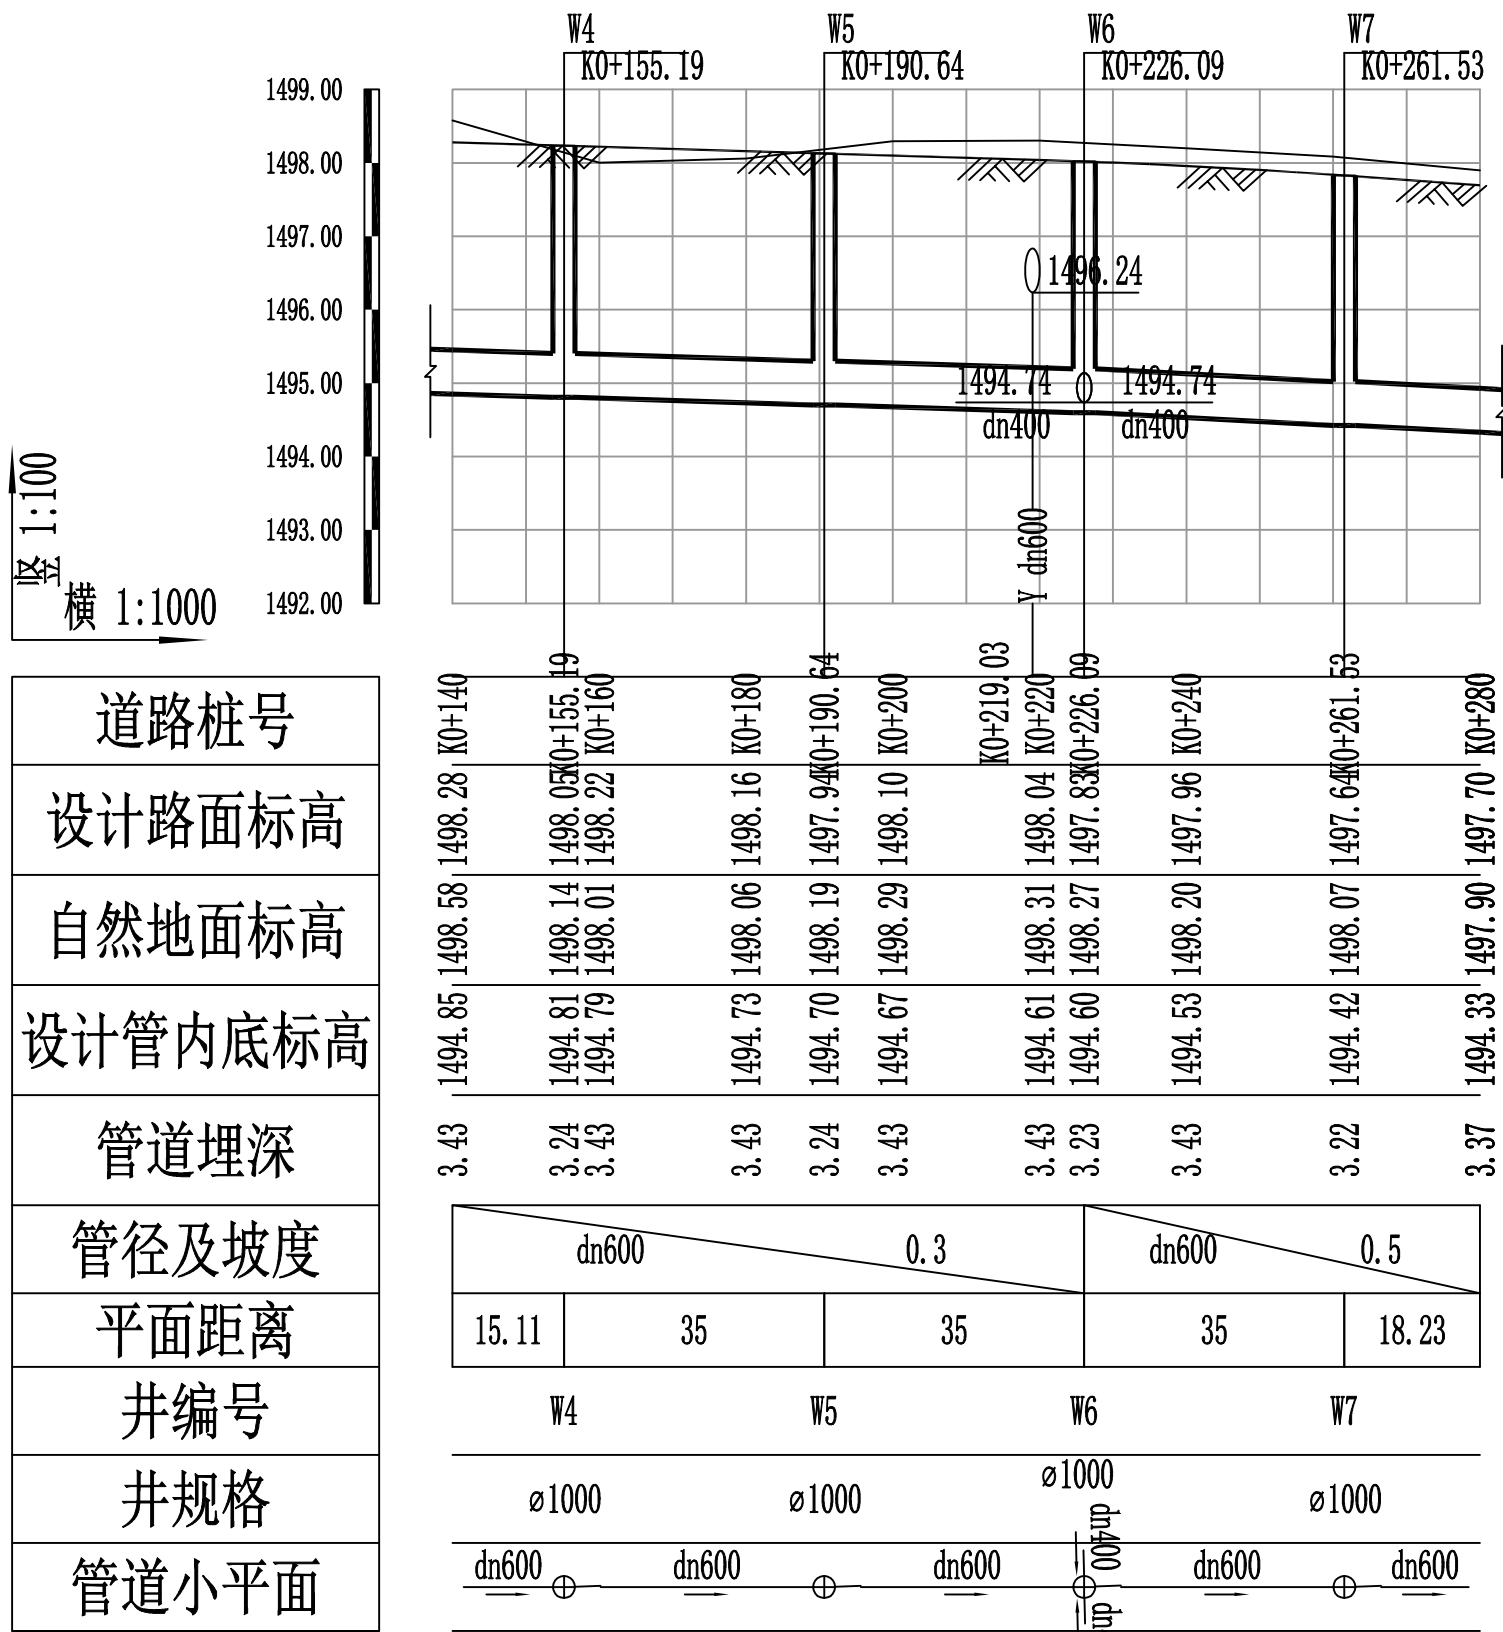 W4 W5 W6 W7
K0+155.19 K0+190.64 K0+226.09 K0+261.53
1499.00
1498.00
1497.00
1496.00
1495.00
1494.00
1493.00
1492.00
1496.24
1494.74 1494.74
dn400 dn400
Y dn600
竖 1:100
横 1:1000
K0+219.03
道路桩号 K0+140 K0+155.19 K0+160 K0+180 K0+190.64 K0+200 K0+220 K0+226.09 K0+240 K0+261.53 K0+280
设计路面标高 1498.28 1498.05 1498.22 1498.16 1497.94 1498.10 1498.04 1497.83 1497.96 1497.64 1497.70
自然地面标高 1498.58 1498.14 1498.01 1498.06 1498.19 1498.29 1498.31 1498.27 1498.20 1498.07 1497.90
设计管内底标高 1494.85 1494.81 1494.79 1494.73 1494.70 1494.67 1494.61 1494.60 1494.53 1494.42 1494.33
管道埋深 3.43 3.24 3.43 3.43 3.24 3.43 3.43 3.23 3.43 3.22 3.37
管径及坡度 dn600 0.3 dn600 0.5
平面距离 15.11 35 35 35 18.23
井编号 W4 W5 W6 W7
井规格 ø1000 ø1000 ø1000 ø1000
管道小平面 dn600 dn600 dn600 dn400 dn600 dn600
dn